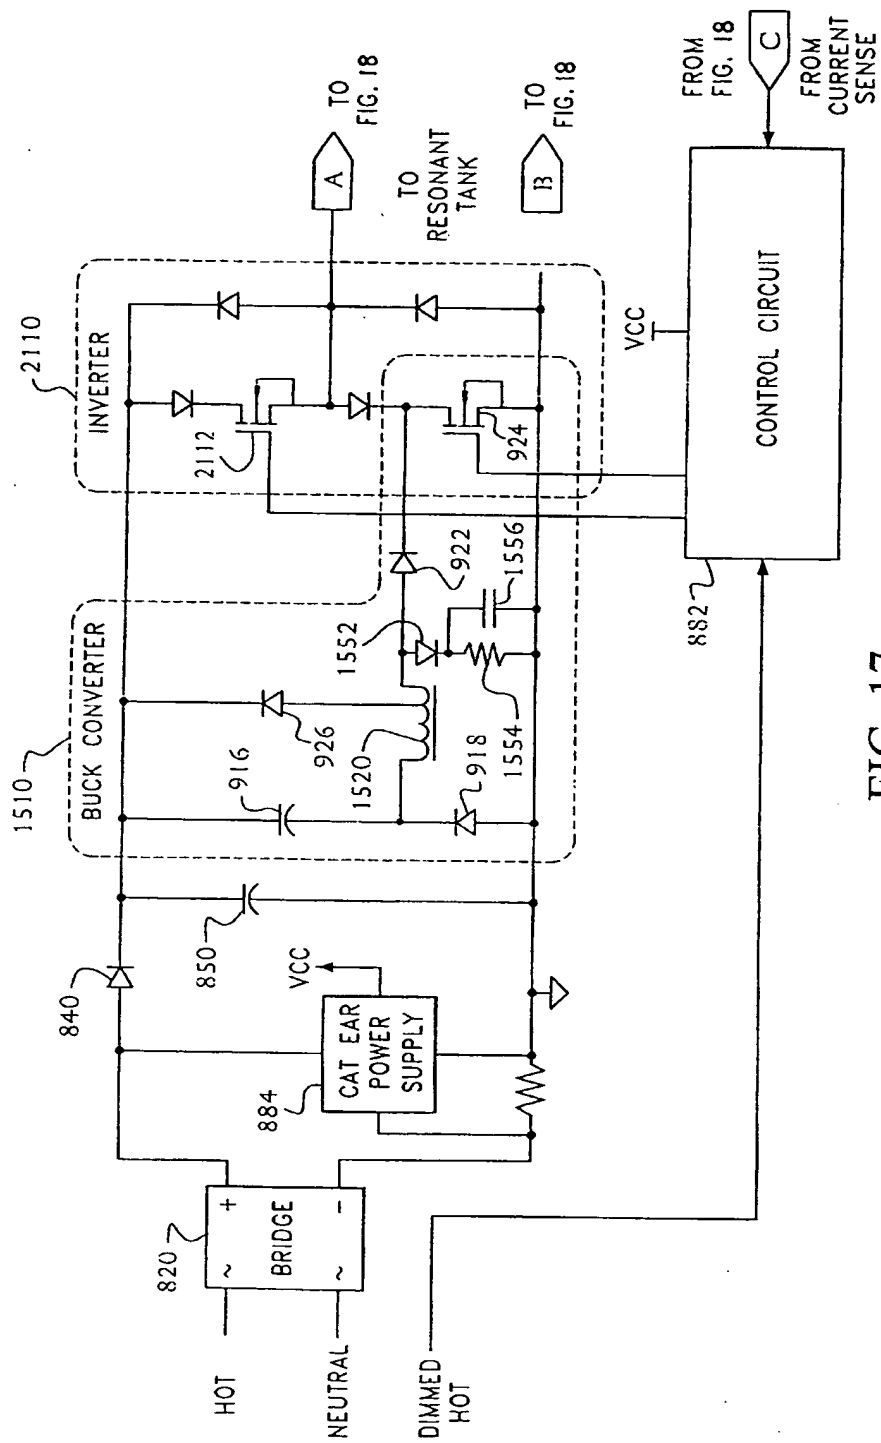 1510
BUCK CONVERTER
2110
INVERTER
840
850
916
926
1520
918
1552
1554
1556
922
2112
924
820
+
−
~
~
BRIDGE
884
CAT EAR
POWER
SUPPLY
VCC
HOT
NEUTRAL
DIMMED
HOT
A
TO
FIG. 18
TO
RESONANT
TANK
B
TO
FIG. 18
VCC
882
CONTROL CIRCUIT
FROM
FIG. 18
C
FROM
CURRENT
SENSE
FIG. 17